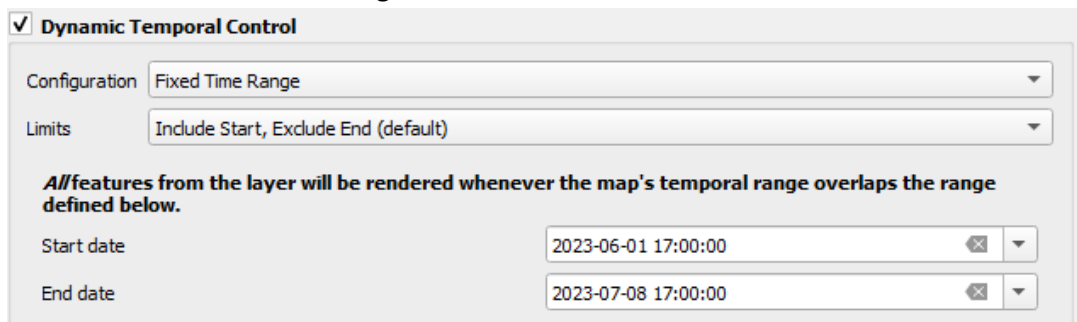 Dynamic Temporal Control
Configuration Fixed Time Range
Limits Include Start, Exclude End (default)
All features from the layer will be rendered whenever the map's temporal range overlaps the range
defined below.
Start date 2023-06-01 17:00:00
End date 2023-07-08 17:00:00